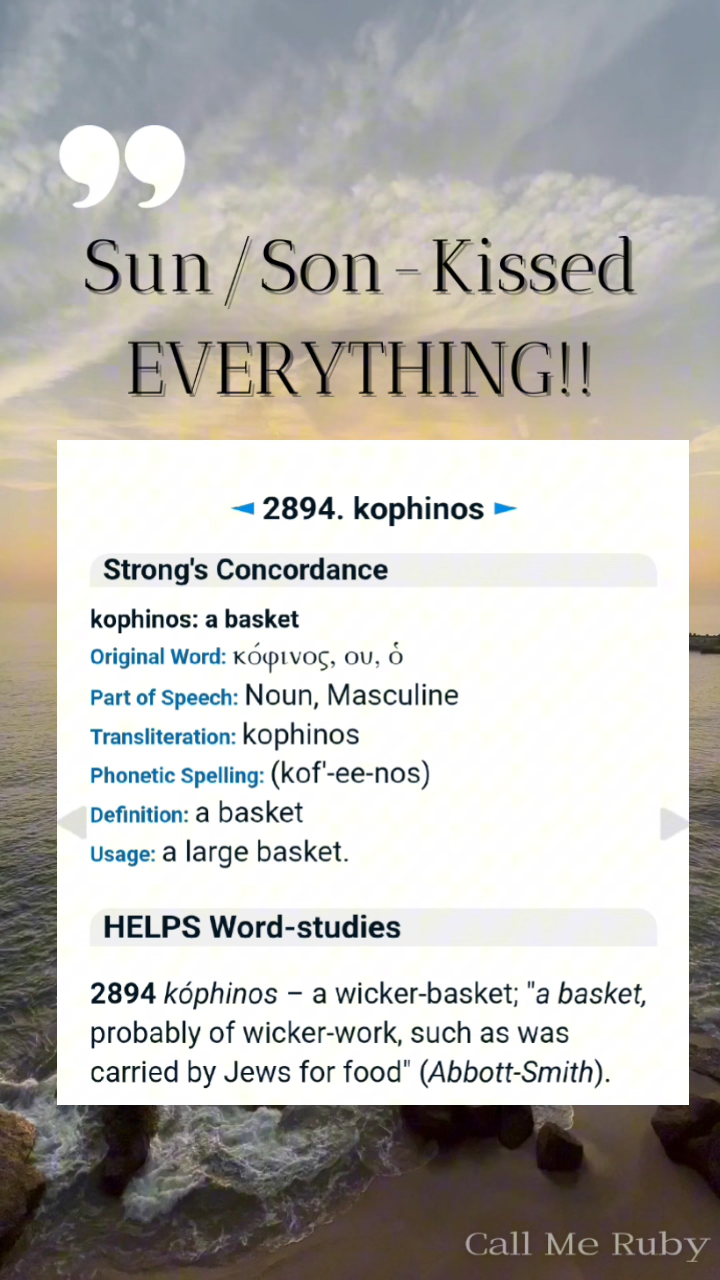 ”
Sun / Son - Kissed
EVERYTHING!!
◄ 2894. kophinos ►
Strong's Concordance
kophinos: a basket
Original Word: κόφινος, ου, ὁ
Part of Speech: Noun, Masculine
Transliteration: kophinos
Phonetic Spelling: (kof'-ee-nos)
Definition: a basket
Usage: a large basket.
HELPS Word-studies
2894 kóphinos – a wicker-basket; "a basket,
probably of wicker-work, such as was
carried by Jews for food" (Abbott-Smith).
Call Me Ruby